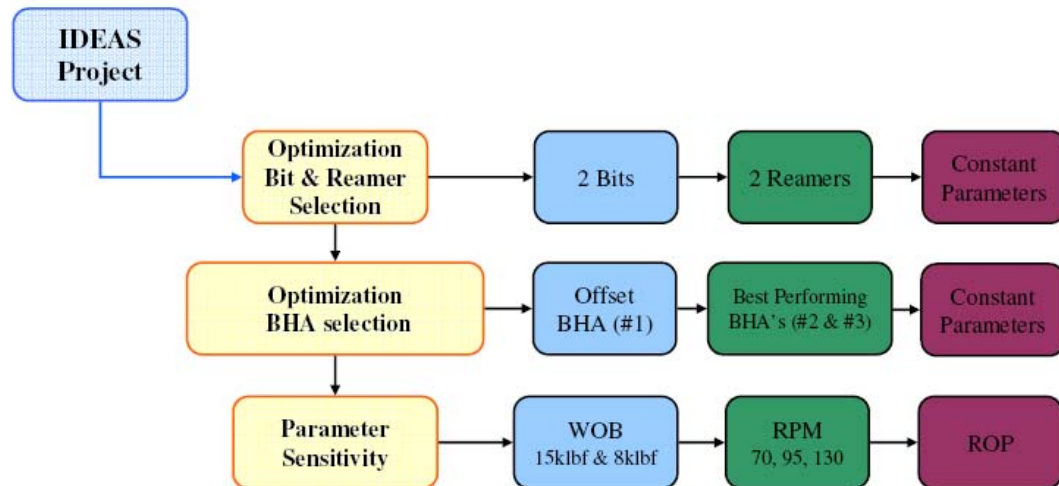 IDEAS
Project
Optimization
Bit & Reamer
Selection
2 Bits
2 Reamers
Constant
Parameters
Optimization
BHA selection
Offset
BHA (#1)
Best Performing
BHA's (#2 & #3)
Constant
Parameters
Parameter
Sensitivity
WOB
15klbf & 8klbf
RPM
70, 95, 130
ROP